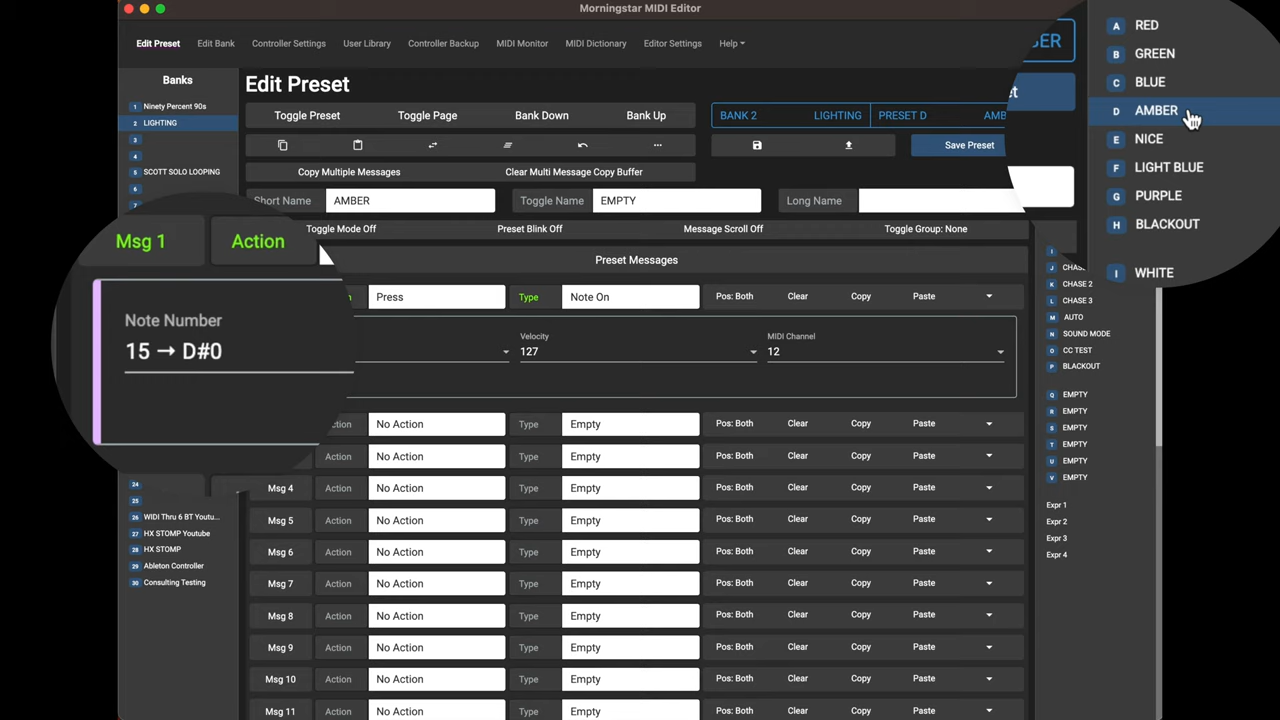 Morningstar MIDI Editor
Edit Preset
Edit Bank
Controller Settings
User Library
Controller Backup
MIDI Monitor
MIDI Dictionary
Editor Settings
Help
Banks
1 Ninety Percent 90s
2 LIGHTING
3
4
5 SCOTT SOLO LOOPING
6
7
24
25
26 WIDI Thru 6 BT Youtu...
27 HX STOMP Youtube
28 HX STOMP
29 Ableton Controller
30 Consulting Testing
Edit Preset
Toggle Preset
Toggle Page
Bank Down
Bank Up
BANK 2 LIGHTING
PRESET D AMB
Save Preset
Copy Multiple Messages
Clear Multi Message Copy Buffer
Short Name AMBER
Toggle Name EMPTY
Long Name
Toggle Mode Off
Preset Blink Off
Message Scroll Off
Toggle Group: None
Preset Messages
Msg 1 Action
Press Type Note On Pos: Both Clear Copy Paste
Note Number
15 → D#0
Velocity
127
MIDI Channel
12
No Action Type Empty Pos: Both Clear Copy Paste
Action No Action Type Empty Pos: Both Clear Copy Paste
Msg 4 Action No Action Type Empty Pos: Both Clear Copy Paste
Msg 5 Action No Action Type Empty Pos: Both Clear Copy Paste
Msg 6 Action No Action Type Empty Pos: Both Clear Copy Paste
Msg 7 Action No Action Type Empty Pos: Both Clear Copy Paste
Msg 8 Action No Action Type Empty Pos: Both Clear Copy Paste
Msg 9 Action No Action Type Empty Pos: Both Clear Copy Paste
Msg 10 Action No Action Type Empty Pos: Both Clear Copy Paste
Msg 11 Action No Action Type Empty Pos: Both Clear Copy Paste
BER
et
A RED
B GREEN
C BLUE
D AMBER
E NICE
F LIGHT BLUE
G PURPLE
H BLACKOUT
I WHITE
I
J CHASE
K CHASE 2
L CHASE 3
M AUTO
N SOUND MODE
O CC TEST
P BLACKOUT
Q EMPTY
R EMPTY
S EMPTY
T EMPTY
U EMPTY
V EMPTY
Expr 1
Expr 2
Expr 3
Expr 4